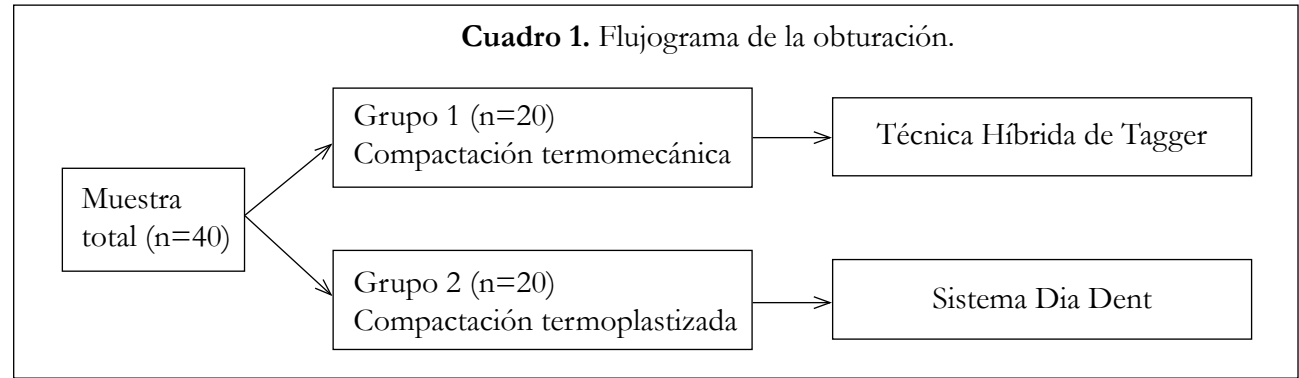 Cuadro 1. Flujograma de la obturación.
Muestra
total (n=40)
Grupo 1 (n=20)
Compactación termomecánica
Técnica Híbrida de Tagger
Grupo 2 (n=20)
Compactación termoplastizada
Sistema Dia Dent